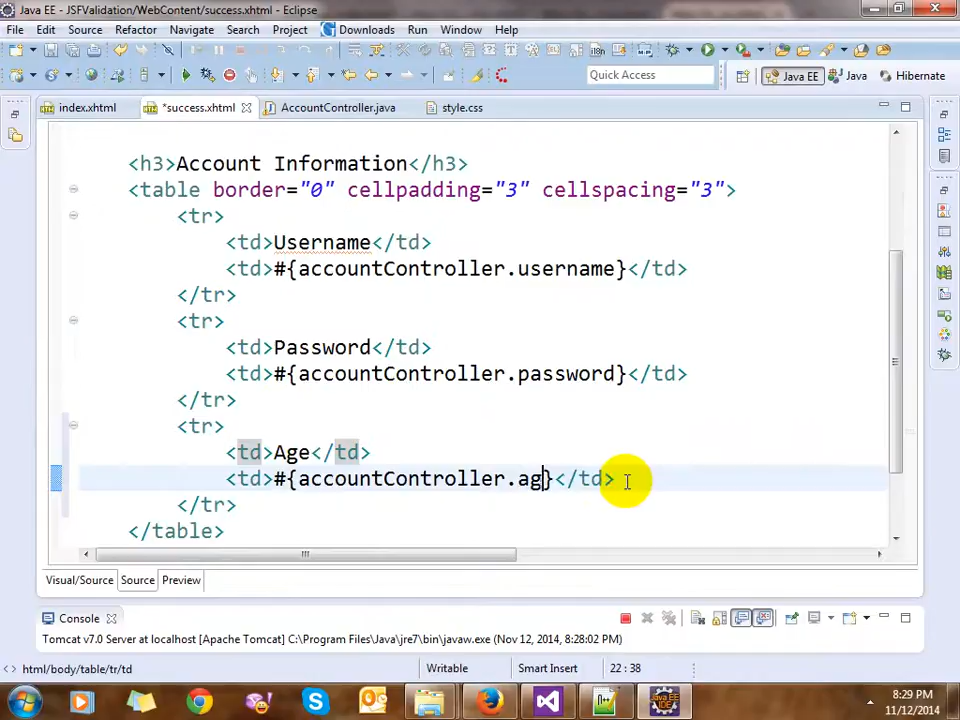 Java EE - JSFValidation/WebContent/success.xhtml - Eclipse
File Edit Source Refactor Navigate Search Project Downloads Run Window Help
Quick Access Java EE Java Hibernate
index.xhtml *success.xhtml AccountController.java style.css
<h3>Account Information</h3>
<table border="0" cellpadding="3" cellspacing="3">
<tr>
<td>Username</td>
<td>#{accountController.username}</td>
</tr>
<tr>
<td>Password</td>
<td>#{accountController.password}</td>
</tr>
<tr>
<td>Age</td>
<td>#{accountController.ag}</td>
</tr>
</table>
Visual/Source Source Preview
Console
Tomcat v7.0 Server at localhost [Apache Tomcat] C:\Program Files\Java\jre7\bin\javaw.exe (Nov 12, 2014, 8:28:02 PM)
html/body/table/tr/td Writable Smart Insert 22 : 38
8:29 PM
11/12/2014